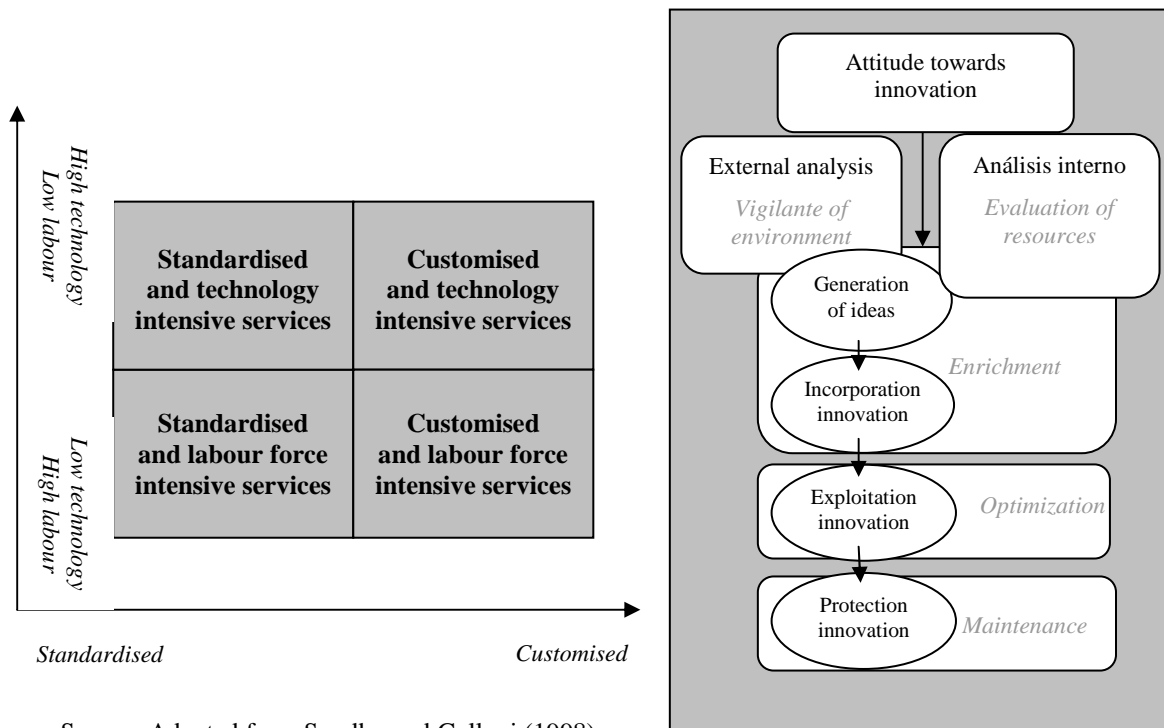 High technology
Low labour
Low technology
High labour
Standardised
and technology
intensive services
Customised
and technology
intensive services
Standardised
and labour force
intensive services
Customised
and labour force
intensive services
Standardised
Customised
Attitude towards
innovation
External analysis
Vigilante of
environment
Análisis interno
Evaluation of
resources
Generation
of ideas
Enrichment
Incorporation
innovation
Exploitation
innovation
Optimization
Protection
innovation
Maintenance